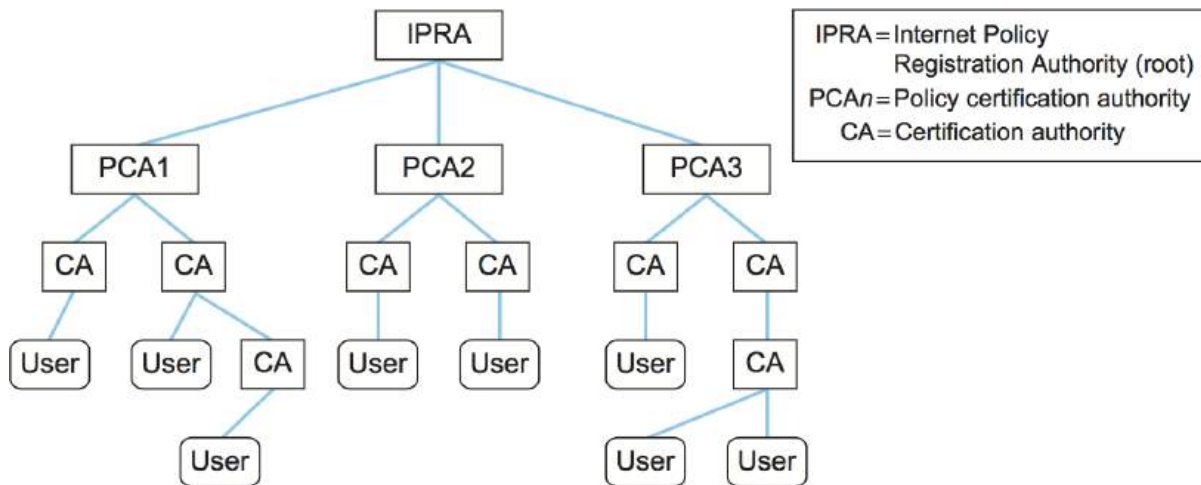 IPRA
IPRA=Internet Policy
Registration Authority (root)
PCAn=Policy certification authority
CA=Certification authority
PCA1
PCA2
PCA3
CA
CA
CA
CA
CA
CA
User
User
CA
User
User
User
CA
User
User
User